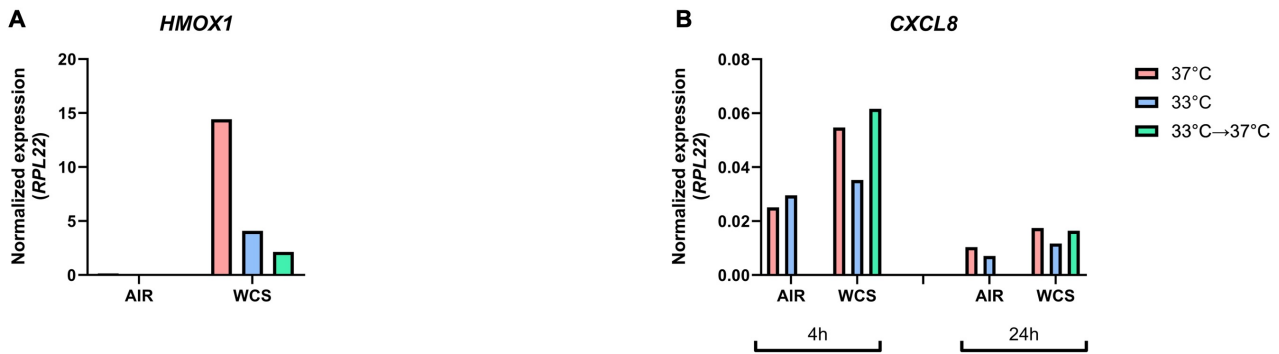 A
HMOX1
Normalized expression
(RPL22)
20
15
10
5
0
AIR
WCS
B
CXCL8
Normalized expression
(RPL22)
0.08
0.06
0.04
0.02
0.00
AIR
WCS
AIR
WCS
4h
24h
37°C
33°C
33°C→37°C